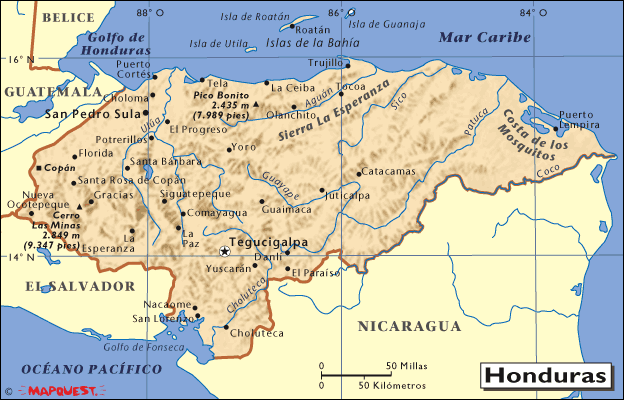 88°O
86°O
84°O
BELICE
Isla de Roatán
Isla de Guanaja
Roatán
Golfo de
Honduras
Isla de Utila
Islas de la Bahía
Mar Caribe
16°N
Puerto
Cortés
Trujillo
Tela
La Ceiba
Tocoa
GUATEMALA
Choloma
Pico Bonito
2.435 m
(7.989 pies)
Aguán
Sico
Patuca
San Pedro Sula
Olanchito
Sierra La Esperanza
Costa de los
Mosquitos
Puerto
Lempira
Ulúa
El Progreso
Potrerillos
Yoro
Florida
Copán
Santa Bárbara
Catacamas
Coco
Santa Rosa de Copán
Guayape
Nueva
Ocotepeque
Gracias
Siguatepeque
Juticalpa
Cerro
Las Minas
2.849 m
(9.347 pies)
Comayagua
Guaimaca
La
Esperanza
La
Paz
Tegucigalpa
14°N
Danlí
Yuscarán
El Paraíso
EL SALVADOR
Choluteca
Nacaome
San Lorenzo
Choluteca
NICARAGUA
Golfo de Fonseca
OCÉANO PACÍFICO
0
50 Millas
0
50 Kilómetros
Honduras
© MAPQUEST